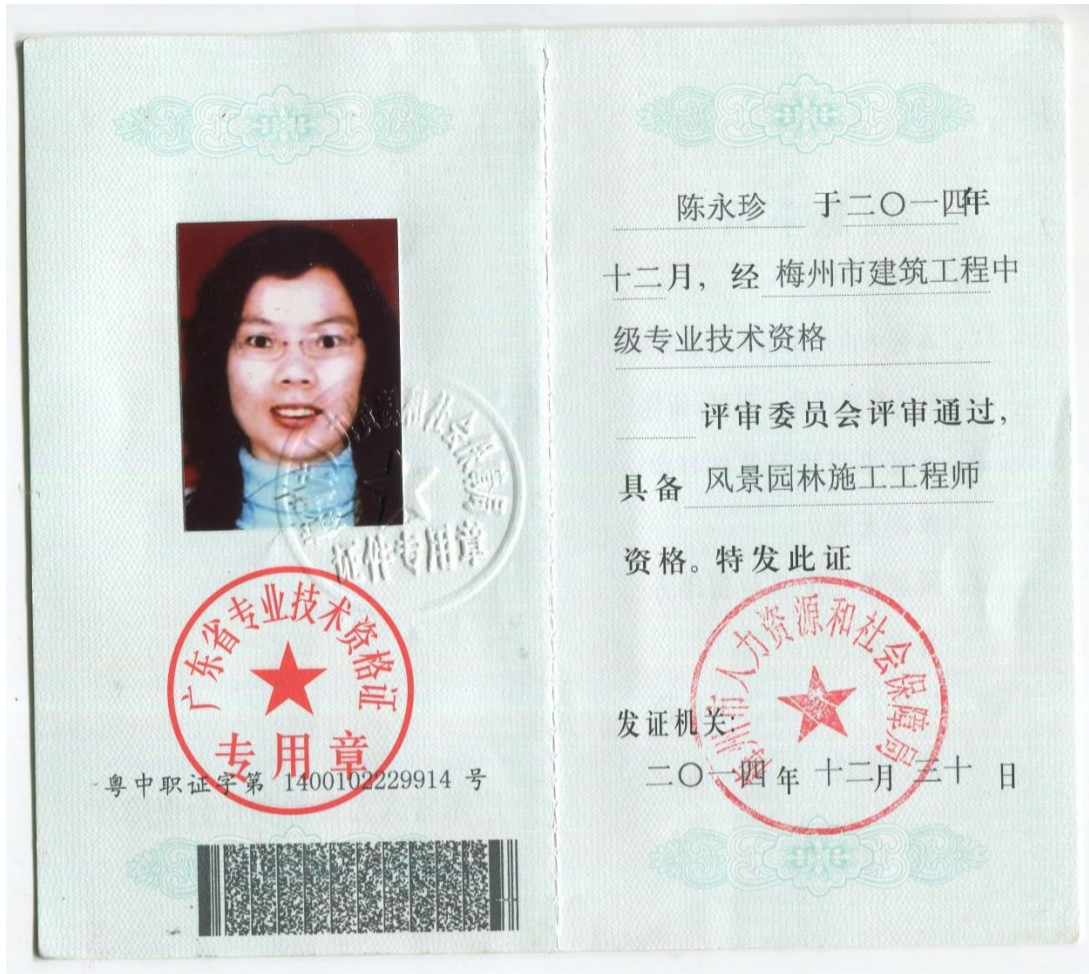 广东省专业技术资格证
专用章
粤中职证字第 1400102229914 号
陈永珍 于二〇一四年
十二月，经 梅州市建筑工程中
级专业技术资格
评审委员会评审通过，
具备 风景园林施工工程师
资格。特发此证
梅州市人力资源和社会保障局
发证机关：
二〇一四年 十二月 三十 日